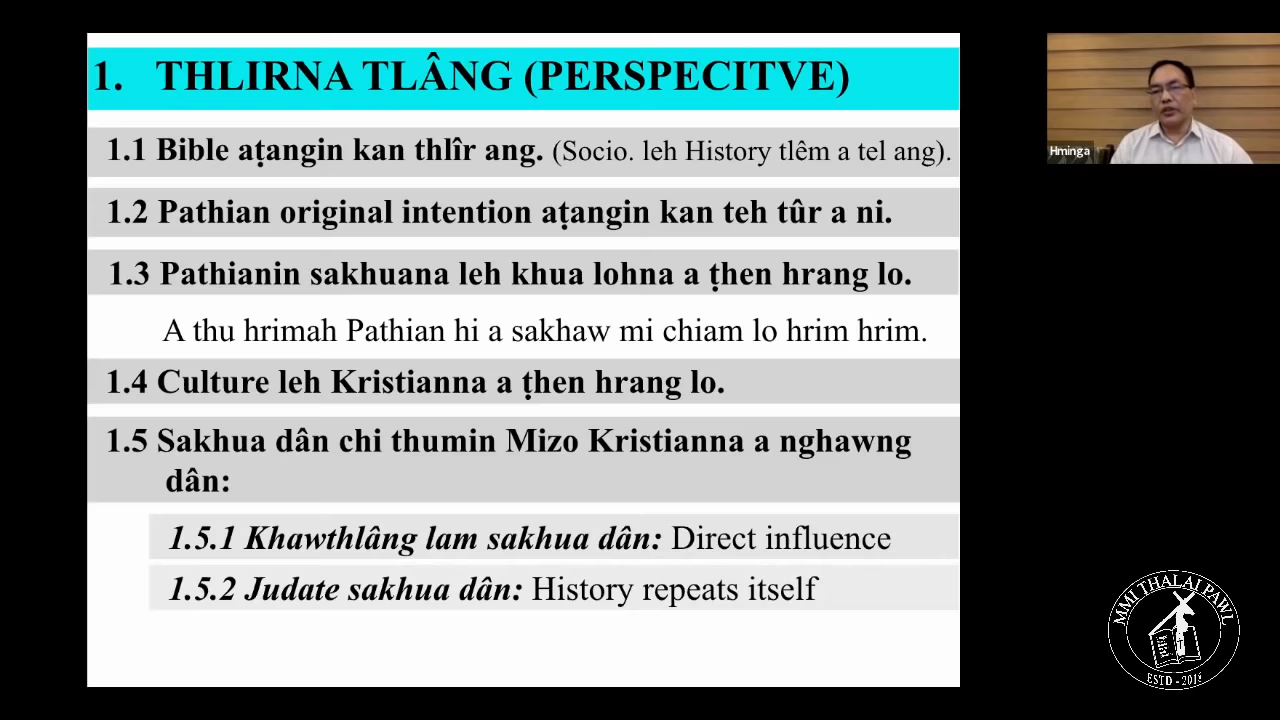 1. THLIRNA TLÂNG (PERSPECITVE)
1.1 Bible aṭangin kan thlîr ang. (Socio. leh History tlêm a tel ang).
1.2 Pathian original intention aṭangin kan teh tûr a ni.
1.3 Pathianin sakhuana leh khua lohna a ṭhen hrang lo.
A thu hrimah Pathian hi a sakhaw mi chiam lo hrim hrim.
1.4 Culture leh Kristianna a ṭhen hrang lo.
1.5 Sakhua dân chi thumin Mizo Kristianna a nghawng
dân:
1.5.1 Khawthlâng lam sakhua dân: Direct influence
1.5.2 Judate sakhua dân: History repeats itself
Hminga
MMI THALAI PAWL
ESTD - 2018